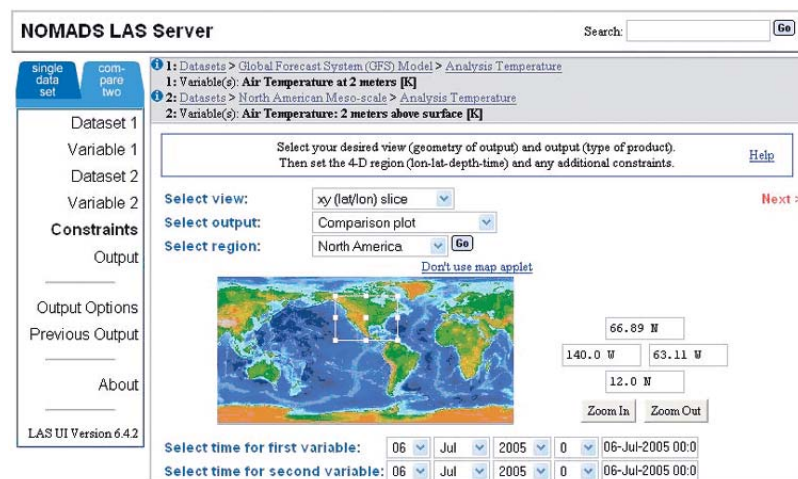 NOMADS LAS Server
Search:
Go
single data set
com-pare two
1: Datasets > Global Forecast System (GFS) Model > Analysis Temperature
1: Variable(s): Air Temperature at 2 meters [K]
2: Datasets > North American Meso-scale > Analysis Temperature
2: Variable(s): Air Temperature: 2 meters above surface [K]
Dataset 1
Variable 1
Dataset 2
Variable 2
Constraints
Output
Output Options
Previous Output
About
LAS UI Version 6.4.2
Select your desired view (geometry of output) and output (type of product).
Then set the 4-D region (lon-lat-depth-time) and any additional constraints.
Help
Select view: xy (lat/lon) slice
Next >
Select output: Comparison plot
Select region: North America Go
Don't use map applet
66.89 N
140.0 W 63.11 W
12.0 N
Zoom In Zoom Out
Select time for first variable: 06 Jul 2005 0 06-Jul-2005 00:0
Select time for second variable: 06 Jul 2005 0 06-Jul-2005 00:0